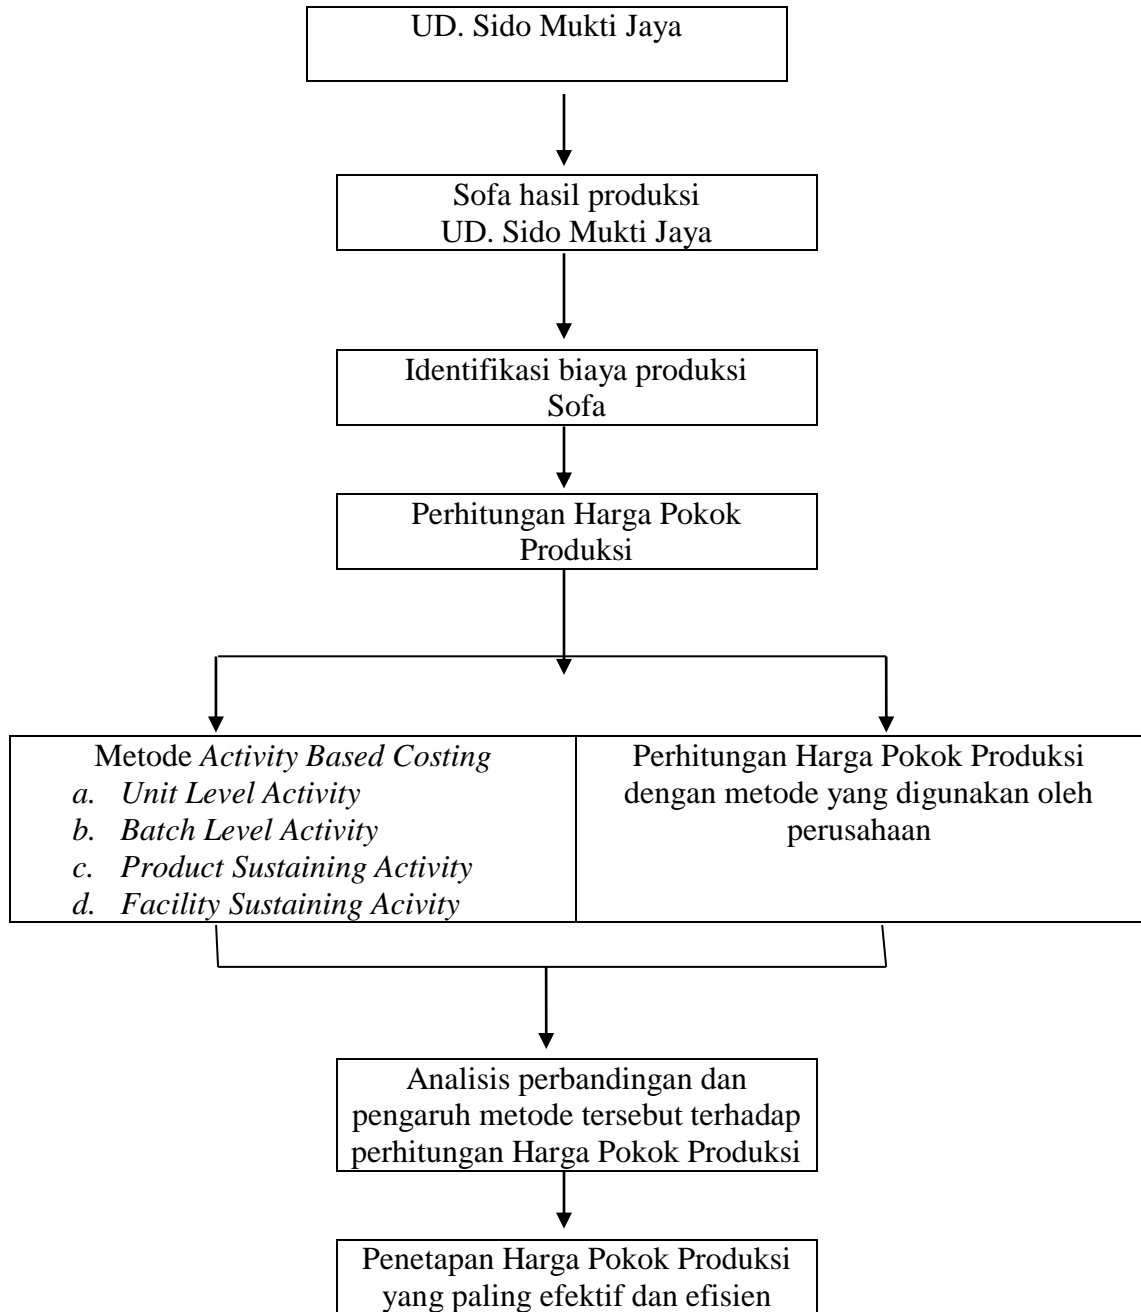 UD. Sido Mukti Jaya
Sofa hasil produksi
UD. Sido Mukti Jaya
Identifikasi biaya produksi
Sofa
Perhitungan Harga Pokok
Produksi
Metode Activity Based Costing
a. Unit Level Activity
b. Batch Level Activity
c. Product Sustaining Activity
d. Facility Sustaining Acivity
Perhitungan Harga Pokok Produksi
dengan metode yang digunakan oleh
perusahaan
Analisis perbandingan dan
pengaruh metode tersebut terhadap
perhitungan Harga Pokok Produksi
Penetapan Harga Pokok Produksi
yang paling efektif dan efisien